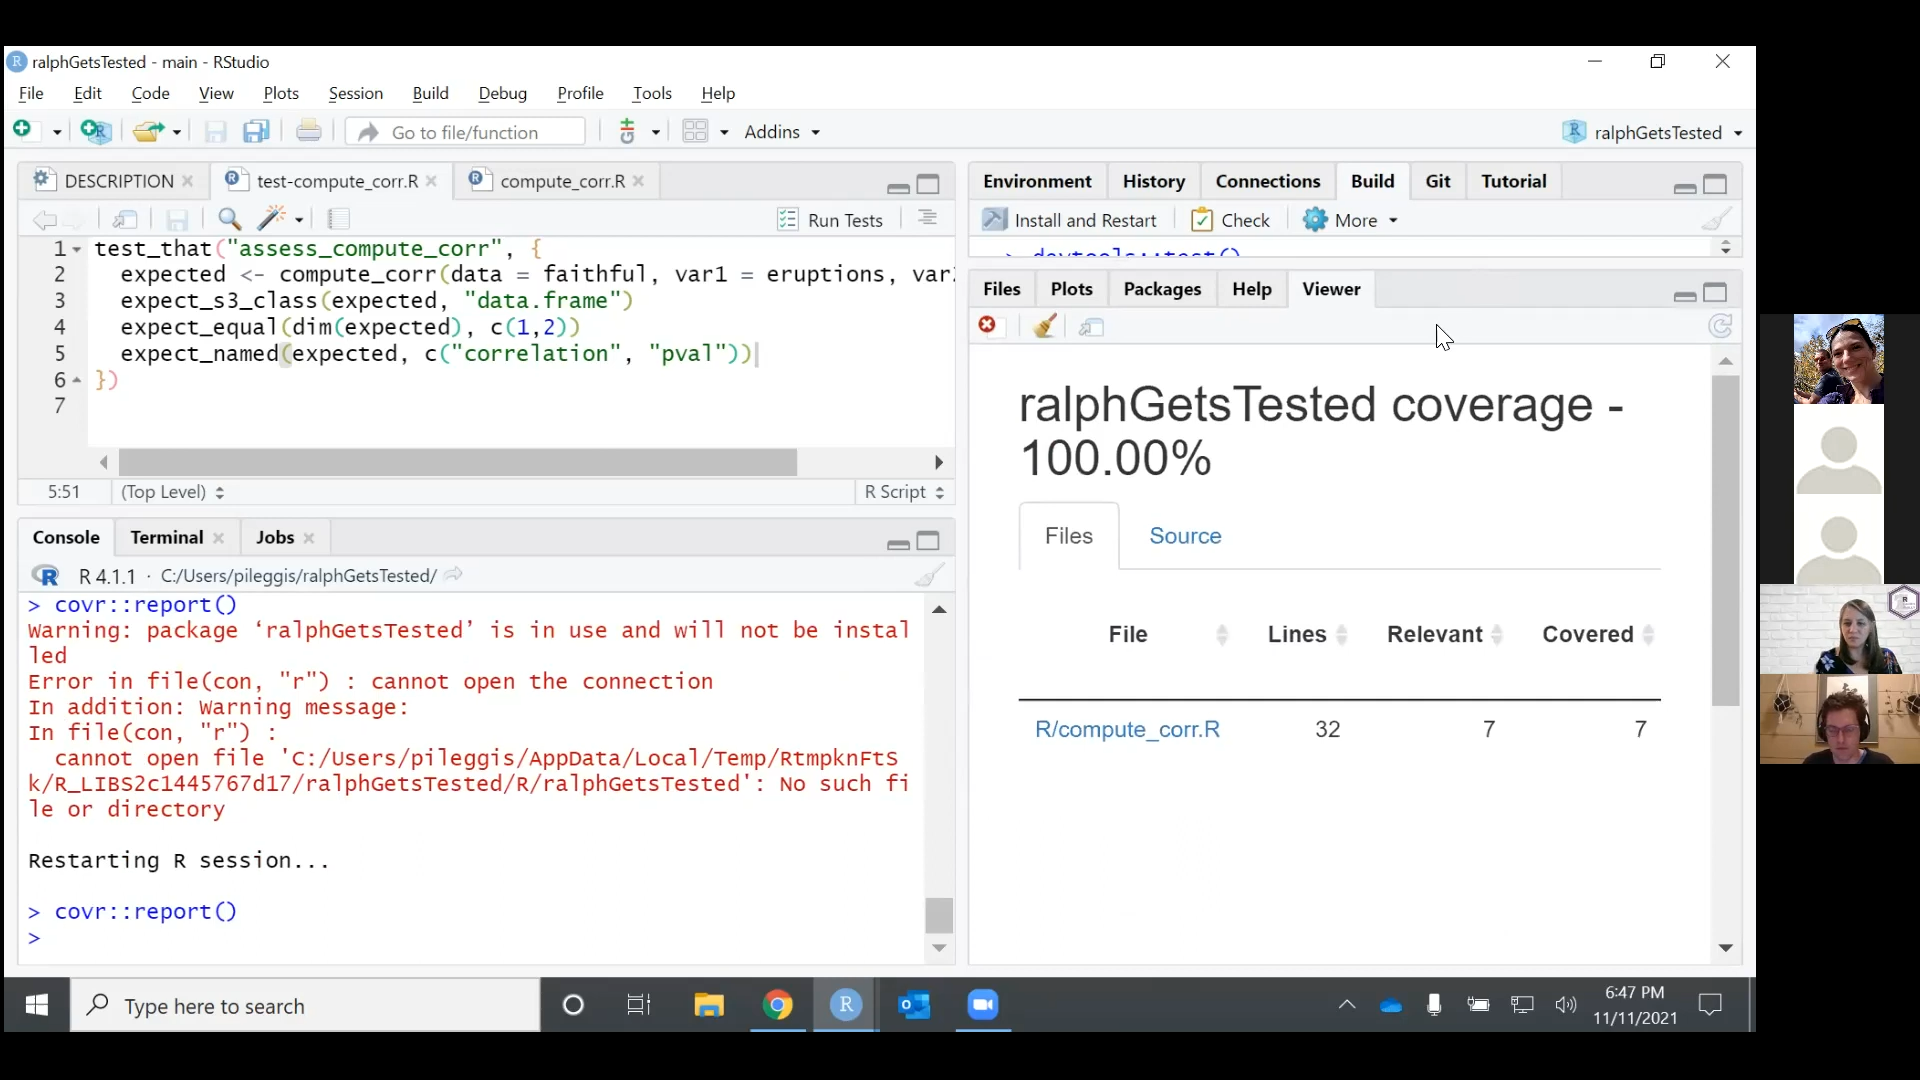 ralphGetsTested - main - RStudio
File Edit Code View Plots Session Build Debug Profile Tools Help
Go to file/function Addins ralphGetsTested
DESCRIPTION test-compute_corr.R compute_corr.R
Run Tests
1 test_that("assess_compute_corr", {
2 expected <- compute_corr(data = faithful, var1 = eruptions, var
3 expect_s3_class(expected, "data.frame")
4 expect_equal(dim(expected), c(1,2))
5 expect_named(expected, c("correlation", "pval"))
6 })
7
5:51 (Top Level) R Script
Console Terminal Jobs
R 4.1.1 · C:/Users/pileggis/ralphGetsTested/
> covr::report()
Warning: package ‘ralphGetsTested’ is in use and will not be instal
led
Error in file(con, "r") : cannot open the connection
In addition: Warning message:
In file(con, "r") :
cannot open file 'C:/Users/pileggis/AppData/Local/Temp/RtmpknFtS
k/R_LIBS2c1445767d17/ralphGetsTested/R/ralphGetsTested': No such fi
le or directory
Restarting R session...
> covr::report()
>
Environment History Connections Build Git Tutorial
Install and Restart Check More
> devtools::test()
Files Plots Packages Help Viewer
ralphGetsTested coverage -
100.00%
Files Source
File Lines Relevant Covered
R/compute_corr.R 32 7 7
Type here to search
6:47 PM
11/11/2021